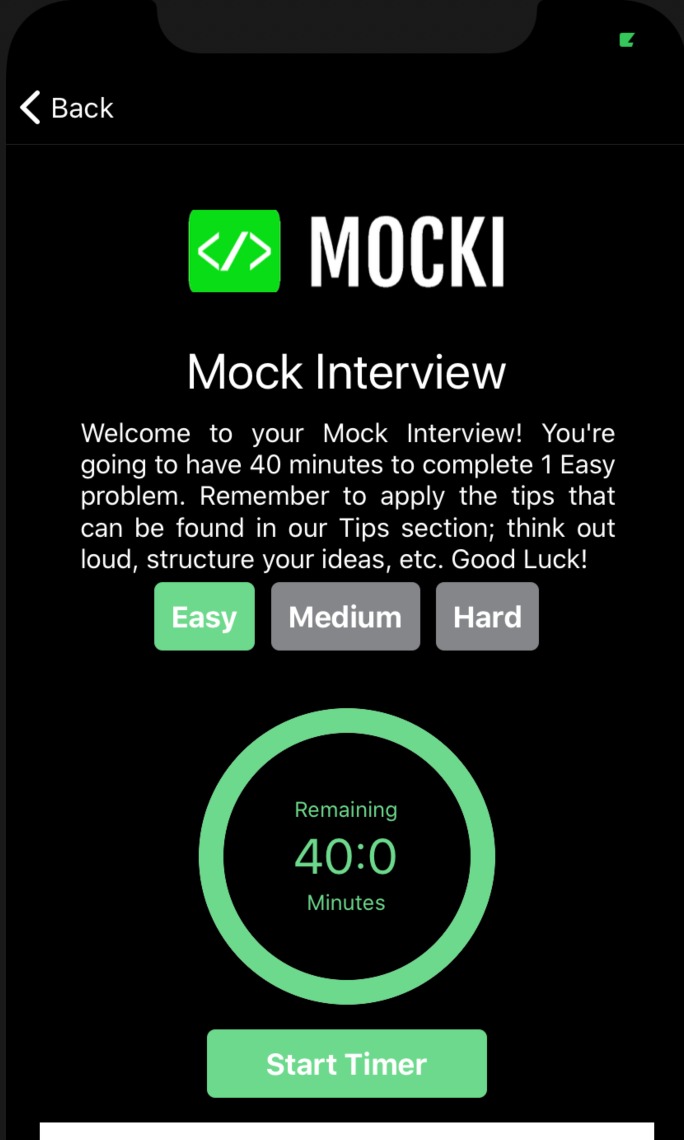 Back
</> MOCKI
Mock Interview
Welcome to your Mock Interview! You're
going to have 40 minutes to complete 1 Easy
problem. Remember to apply the tips that
can be found in our Tips section; think out
loud, structure your ideas, etc. Good Luck!
Easy Medium Hard
Remaining
40:0
Minutes
Start Timer